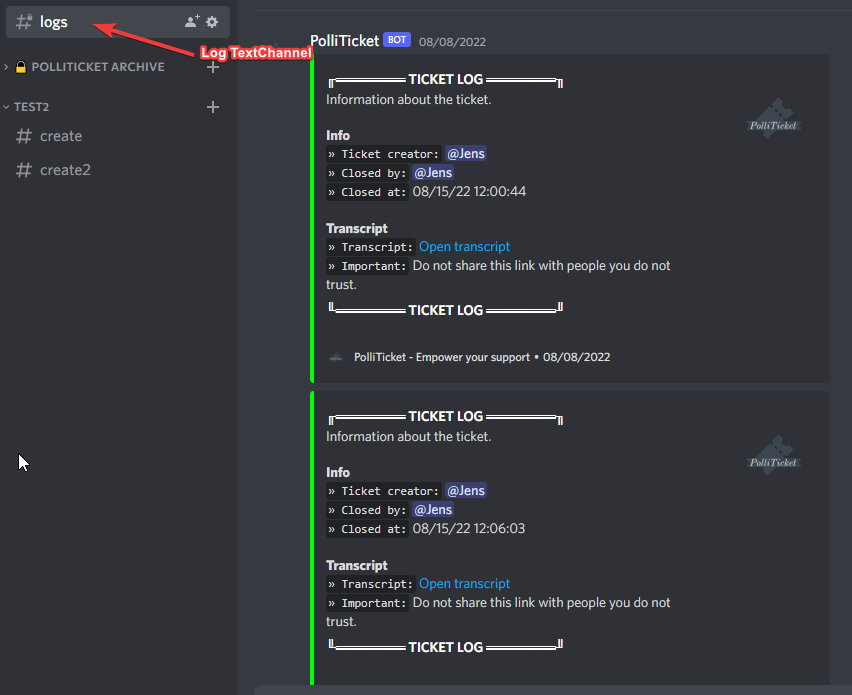 logs
Log TextChannel
POLLITICKET ARCHIVE
TEST2
create
create2
PolliTicket BOT 08/08/2022
╔═══════ TICKET LOG ═══════╗
Information about the ticket.
PolliTicket
Info
» Ticket creator: @Jens
» Closed by: @Jens
» Closed at: 08/15/22 12:00:44
Transcript
» Transcript: Open transcript
» Important: Do not share this link with people you do not
trust.
╚═══════ TICKET LOG ═══════╝
PolliTicket - Empower your support • 08/08/2022
╔═══════ TICKET LOG ═══════╗
Information about the ticket.
PolliTicket
Info
» Ticket creator: @Jens
» Closed by: @Jens
» Closed at: 08/15/22 12:06:03
Transcript
» Transcript: Open transcript
» Important: Do not share this link with people you do not
trust.
╚═══════ TICKET LOG ═══════╝